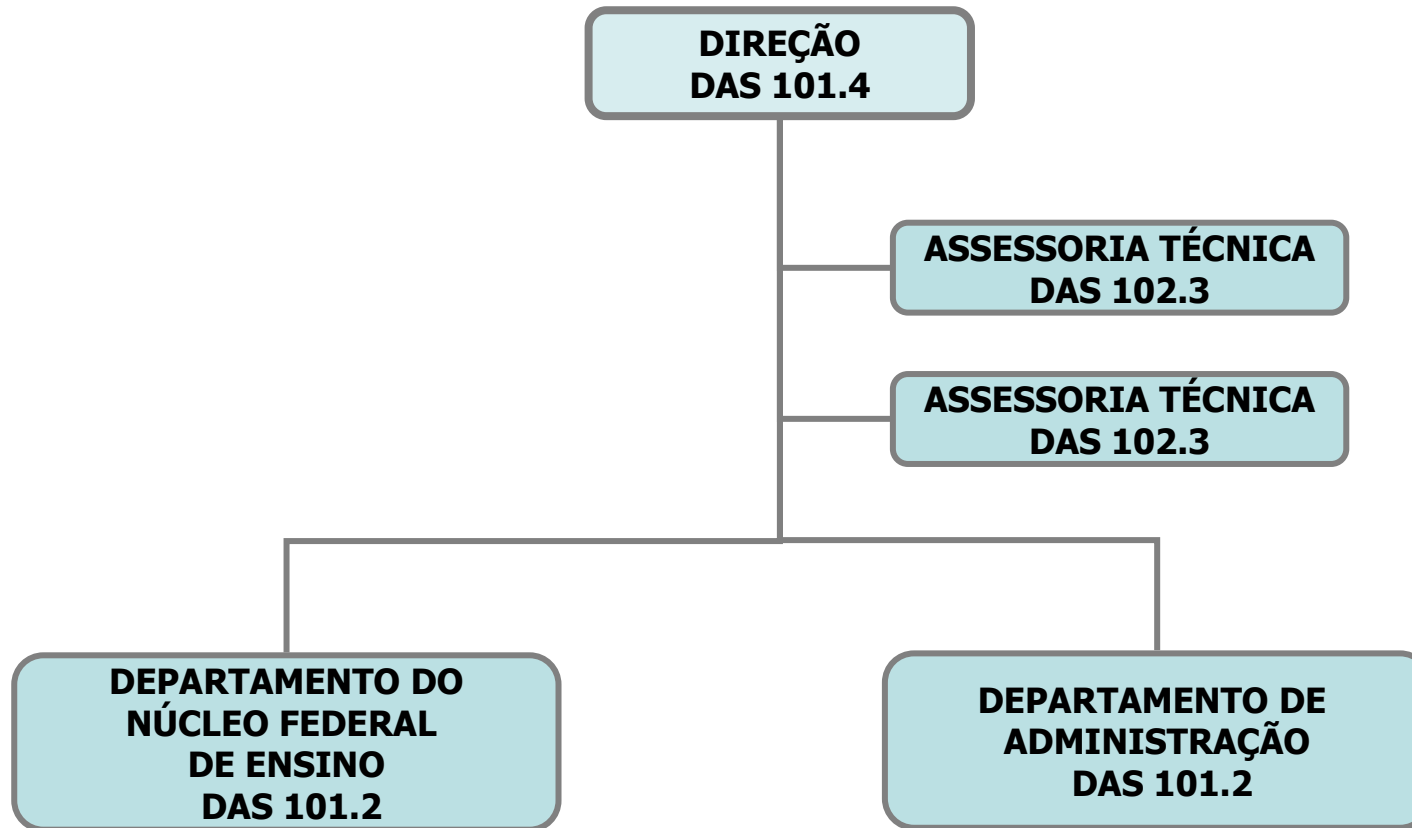 DIREÇÃO
DAS 101.4
ASSESSORIA TÉCNICA
DAS 102.3
ASSESSORIA TÉCNICA
DAS 102.3
DEPARTAMENTO DO
NÚCLEO FEDERAL
DE ENSINO
DAS 101.2
DEPARTAMENTO DE
ADMINISTRAÇÃO
DAS 101.2